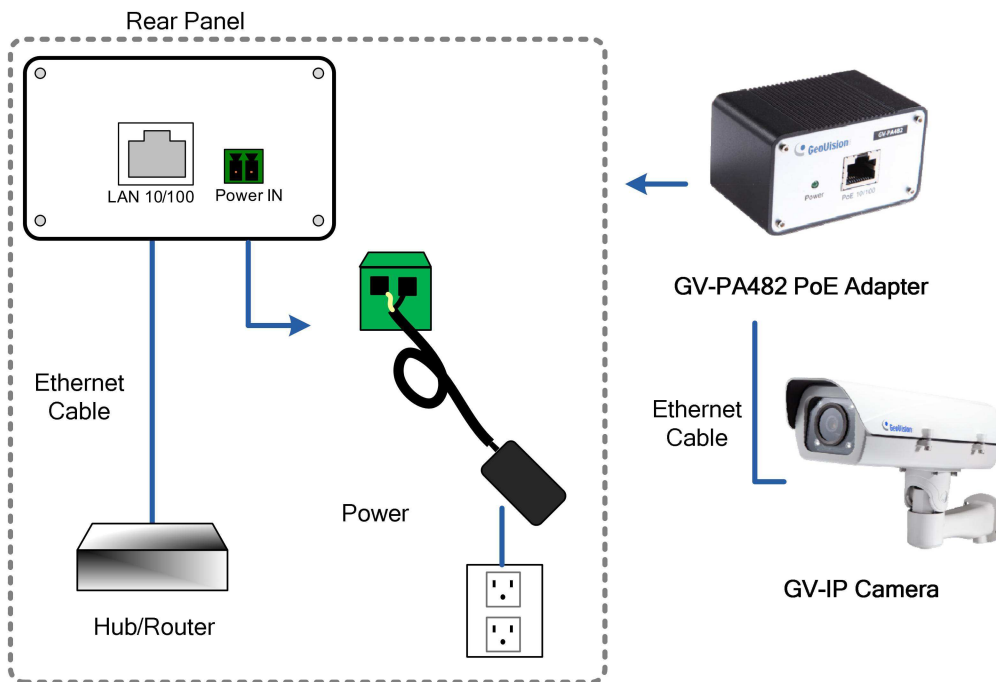 Rear Panel
LAN 10/100
Power IN
Ethernet
Cable
Power
Hub/Router
GV-PA482
GeoVision
Power
PoE 10/100
GV-PA482 PoE Adapter
Ethernet
Cable
GeoVision
GV-IP Camera